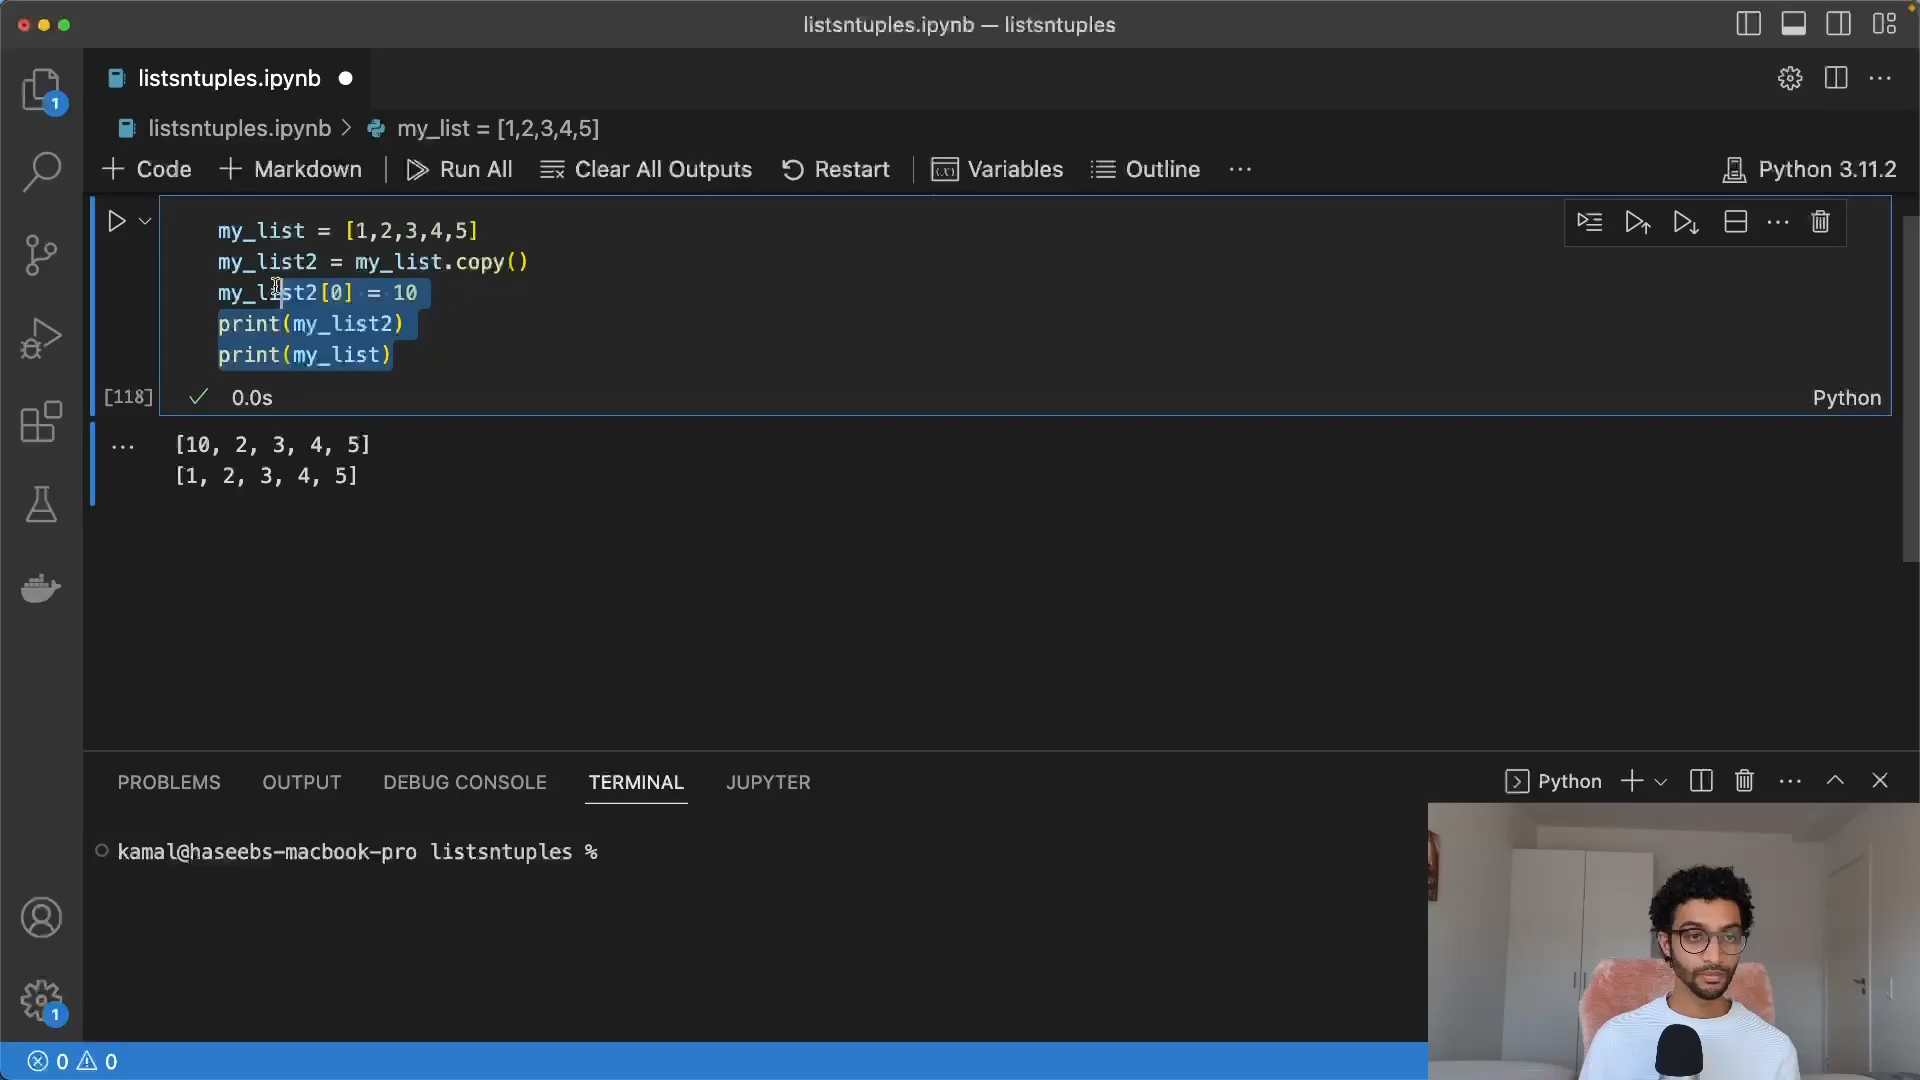 listsntuples.ipynb — listsntuples
listsntuples.ipynb
1
listsntuples.ipynb > my_list = [1,2,3,4,5]
+ Code + Markdown Run All Clear All Outputs Restart Variables Outline ··· Python 3.11.2
my_list = [1,2,3,4,5]
my_list2 = my_list.copy()
my_list2[0] = 10
print(my_list2)
print(my_list)
[118] 0.0s Python
[10, 2, 3, 4, 5]
[1, 2, 3, 4, 5]
PROBLEMS OUTPUT DEBUG CONSOLE TERMINAL JUPYTER Python
kamal@haseebs-macbook-pro listsntuples %
1
0 0